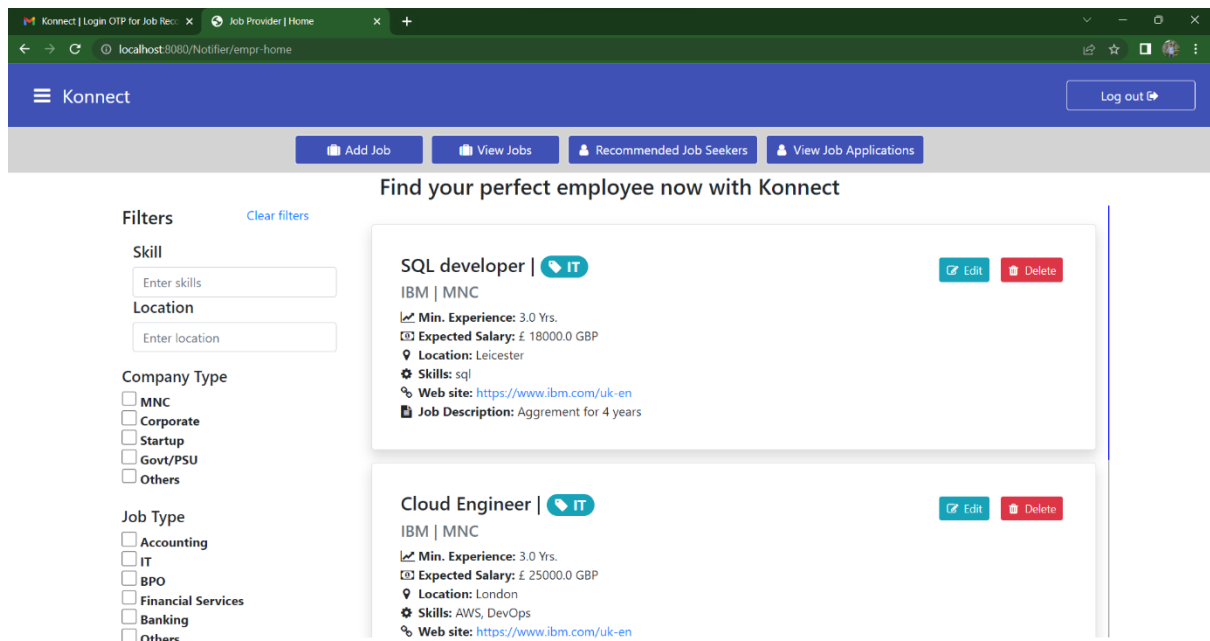 Konnect | Login OTP for Job Reco
Job Provider | Home
localhost:8080/Notifier/empr-home
Konnect
Log out
Add Job
View Jobs
Recommended Job Seekers
View Job Applications
Find your perfect employee now with Konnect
Filters
Clear filters
Skill
Enter skills
Location
Enter location
Company Type
MNC
Corporate
Startup
Govt/PSU
Others
Job Type
Accounting
IT
BPO
Financial Services
Banking
Others
SQL developer | IT
Edit
Delete
IBM | MNC
Min. Experience: 3.0 Yrs.
Expected Salary: £ 18000.0 GBP
Location: Leicester
Skills: sql
Web site: https://www.ibm.com/uk-en
Job Description: Aggrement for 4 years
Cloud Engineer | IT
Edit
Delete
IBM | MNC
Min. Experience: 3.0 Yrs.
Expected Salary: £ 25000.0 GBP
Location: London
Skills: AWS, DevOps
Web site: https://www.ibm.com/uk-en